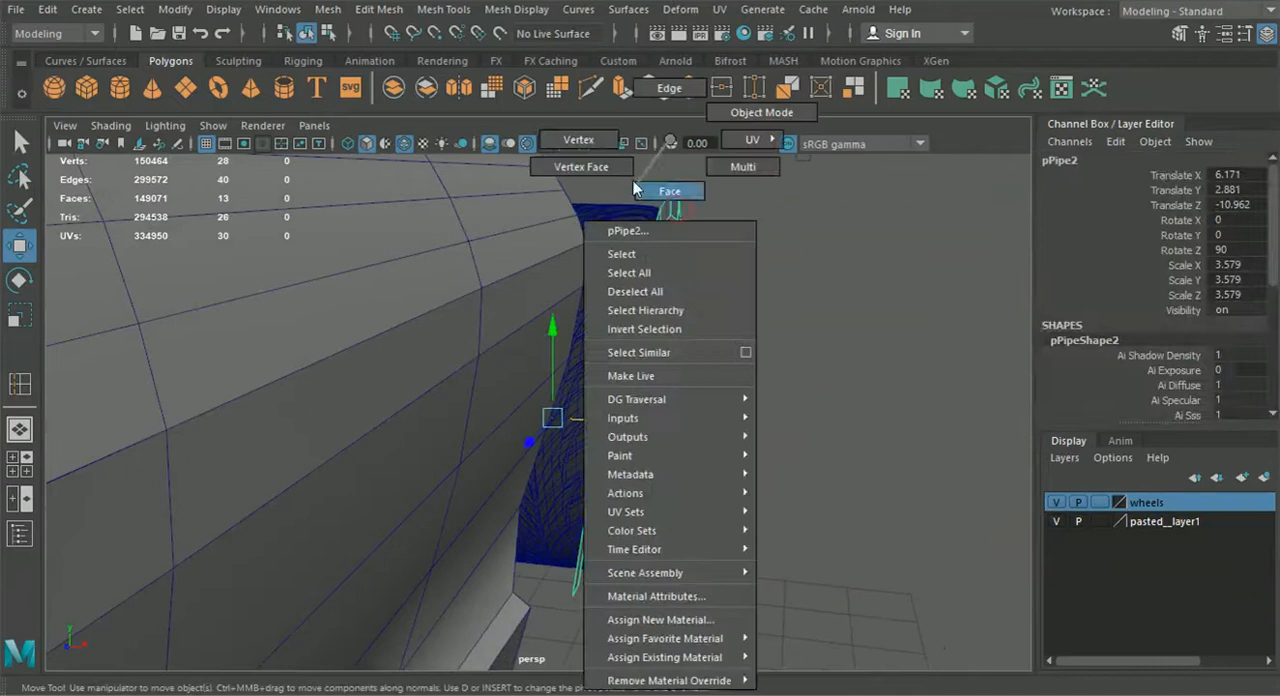 File Edit Create Select Modify Display Windows Mesh Edit Mesh Mesh Tools Mesh Display Curves Surfaces Deform UV Generate Cache Arnold Help Workspace : Modeling - Standard
Modeling No Live Surface Sign In
Curves / Surfaces Polygons Sculpting Rigging Animation Rendering FX FX Caching Custom Arnold Bifrost MASH Motion Graphics XGen
T SVG
Edge
Object Mode
Vertex
UV
Vertex Face
Multi
Face
View Shading Lighting Show Renderer Panels
0.00 sRGB gamma
Verts: 150464 28 0
Edges: 299572 40 0
Faces: 149071 13 0
Tris: 294538 26 0
UVs: 334950 30 0
pPipe2...
Select
Select All
Deselect All
Select Hierarchy
Invert Selection
Select Similar
Make Live
DG Traversal
Inputs
Outputs
Paint
Metadata
Actions
UV Sets
Color Sets
Time Editor
Scene Assembly
Material Attributes...
Assign New Material...
Assign Favorite Material
Assign Existing Material
Remove Material Override
y
persp
Channel Box / Layer Editor
Channels Edit Object Show
pPipe2
Translate X 6.171
Translate Y 2.881
Translate Z -10.962
Rotate X 0
Rotate Y 0
Rotate Z 90
Scale X 3.579
Scale Y 3.579
Scale Z 3.579
Visibility on
SHAPES
pPipeShape2
Ai Shadow Density 1
Ai Exposure 0
Ai Diffuse 1
Ai Specular 1
Ai Sss 1
Display Anim
Layers Options Help
V P wheels
V P pasted__layer1
M